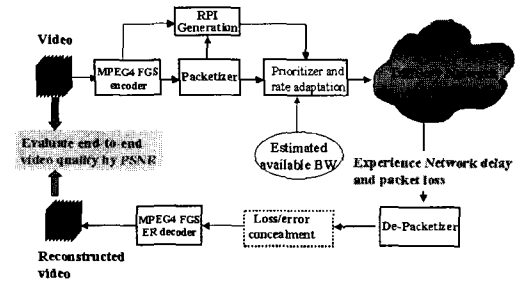 Video
RPI
Generation
MPEG4 FGS
encoder
Packetizer
Prioritizer and
rate adaptation
Evaluate end-to-end
video quality by PSNR
Estimated
available BW
Experience Network delay
and packet loss
MPEG4 FGS
ER decoder
Loss/error
concealment
De-Packetizer
Reconstructed
video